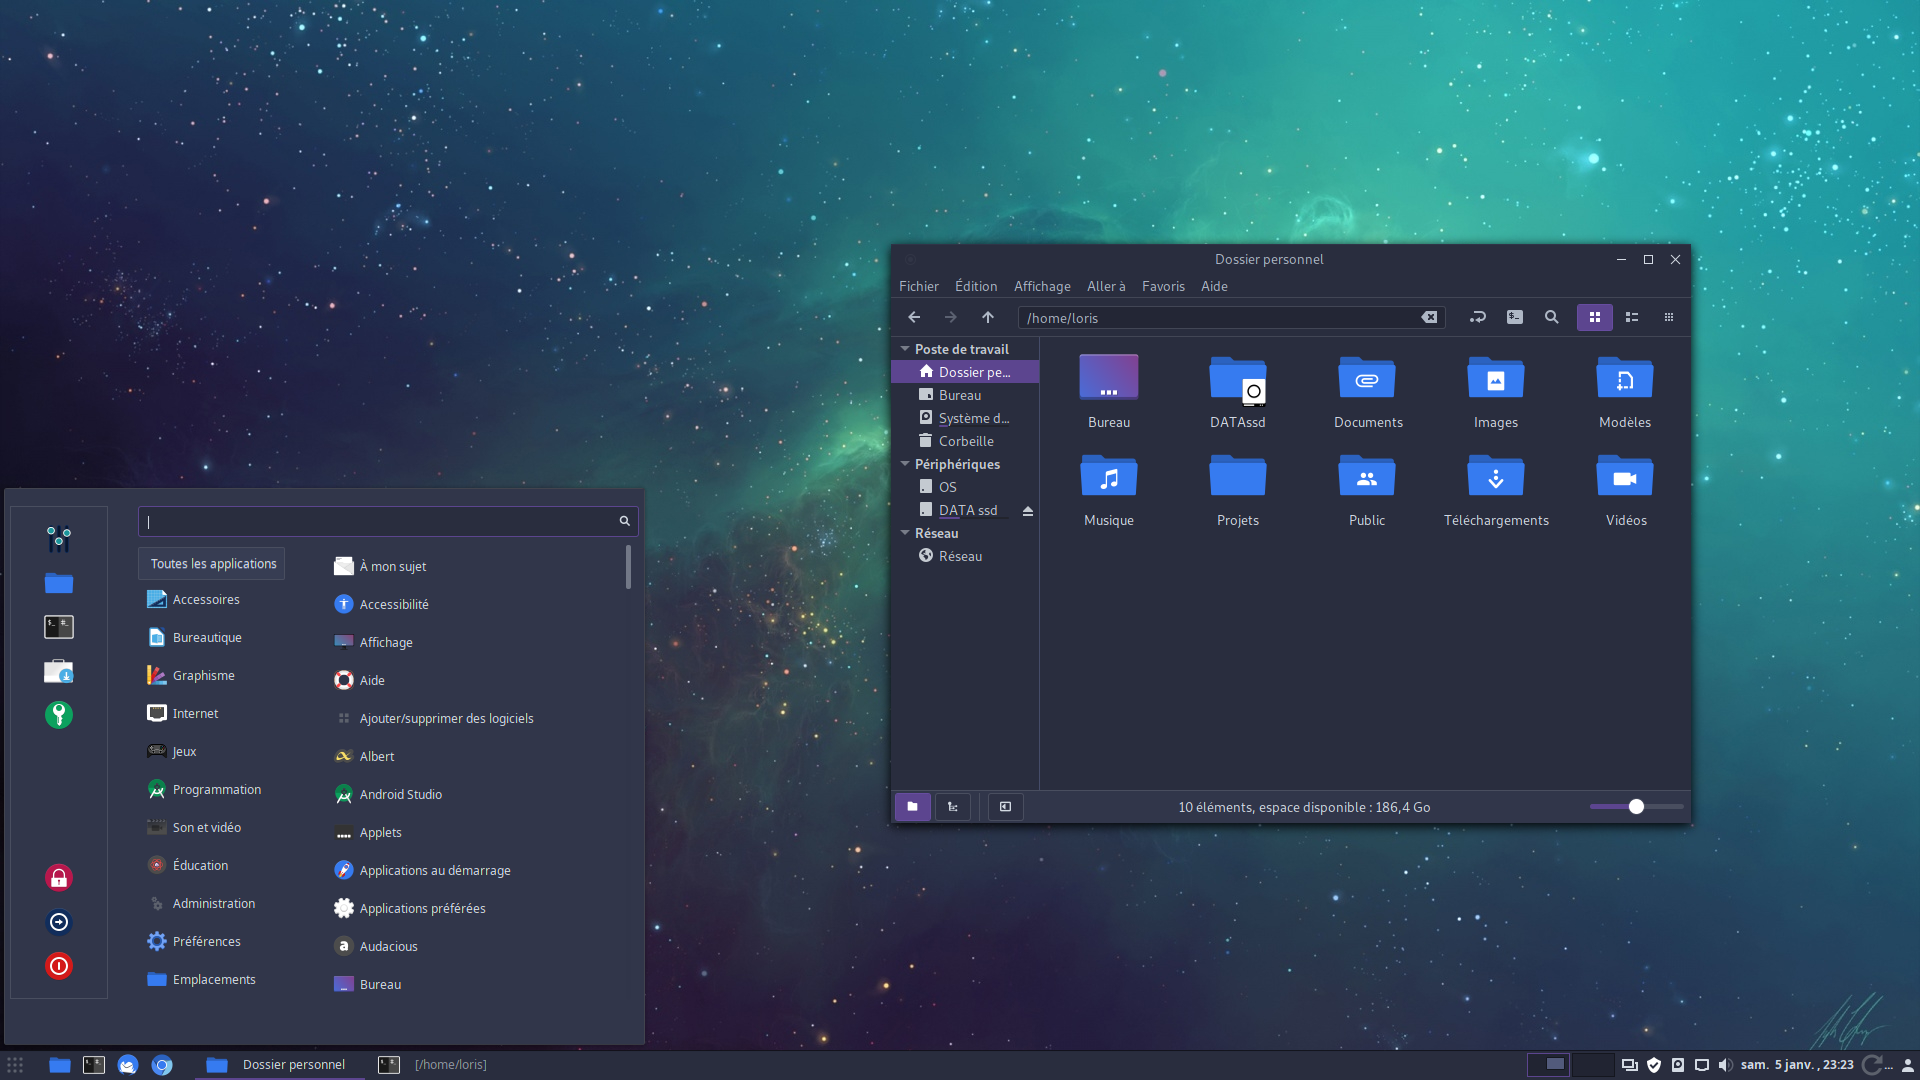 Dossier personnel
Fichier Édition Affichage Aller à Favoris Aide
/home/loris
Poste de travail
Dossier pe...
Bureau
Système d...
Corbeille
Périphériques
OS
DATA ssd
Réseau
Réseau
Bureau DATAssd Documents Images Modèles
Musique Projets Public Téléchargements Vidéos
10 éléments, espace disponible : 186,4 Go
Toutes les applications
Accessoires
Bureautique
Graphisme
Internet
Jeux
Programmation
Son et vidéo
Éducation
Administration
Préférences
Emplacements
À mon sujet
Accessibilité
Affichage
Aide
Ajouter/supprimer des logiciels
Albert
Android Studio
Applets
Applications au démarrage
Applications préférées
Audacious
Bureau
Dossier personnel [/home/loris] sam. 5 janv., 23:23 ...